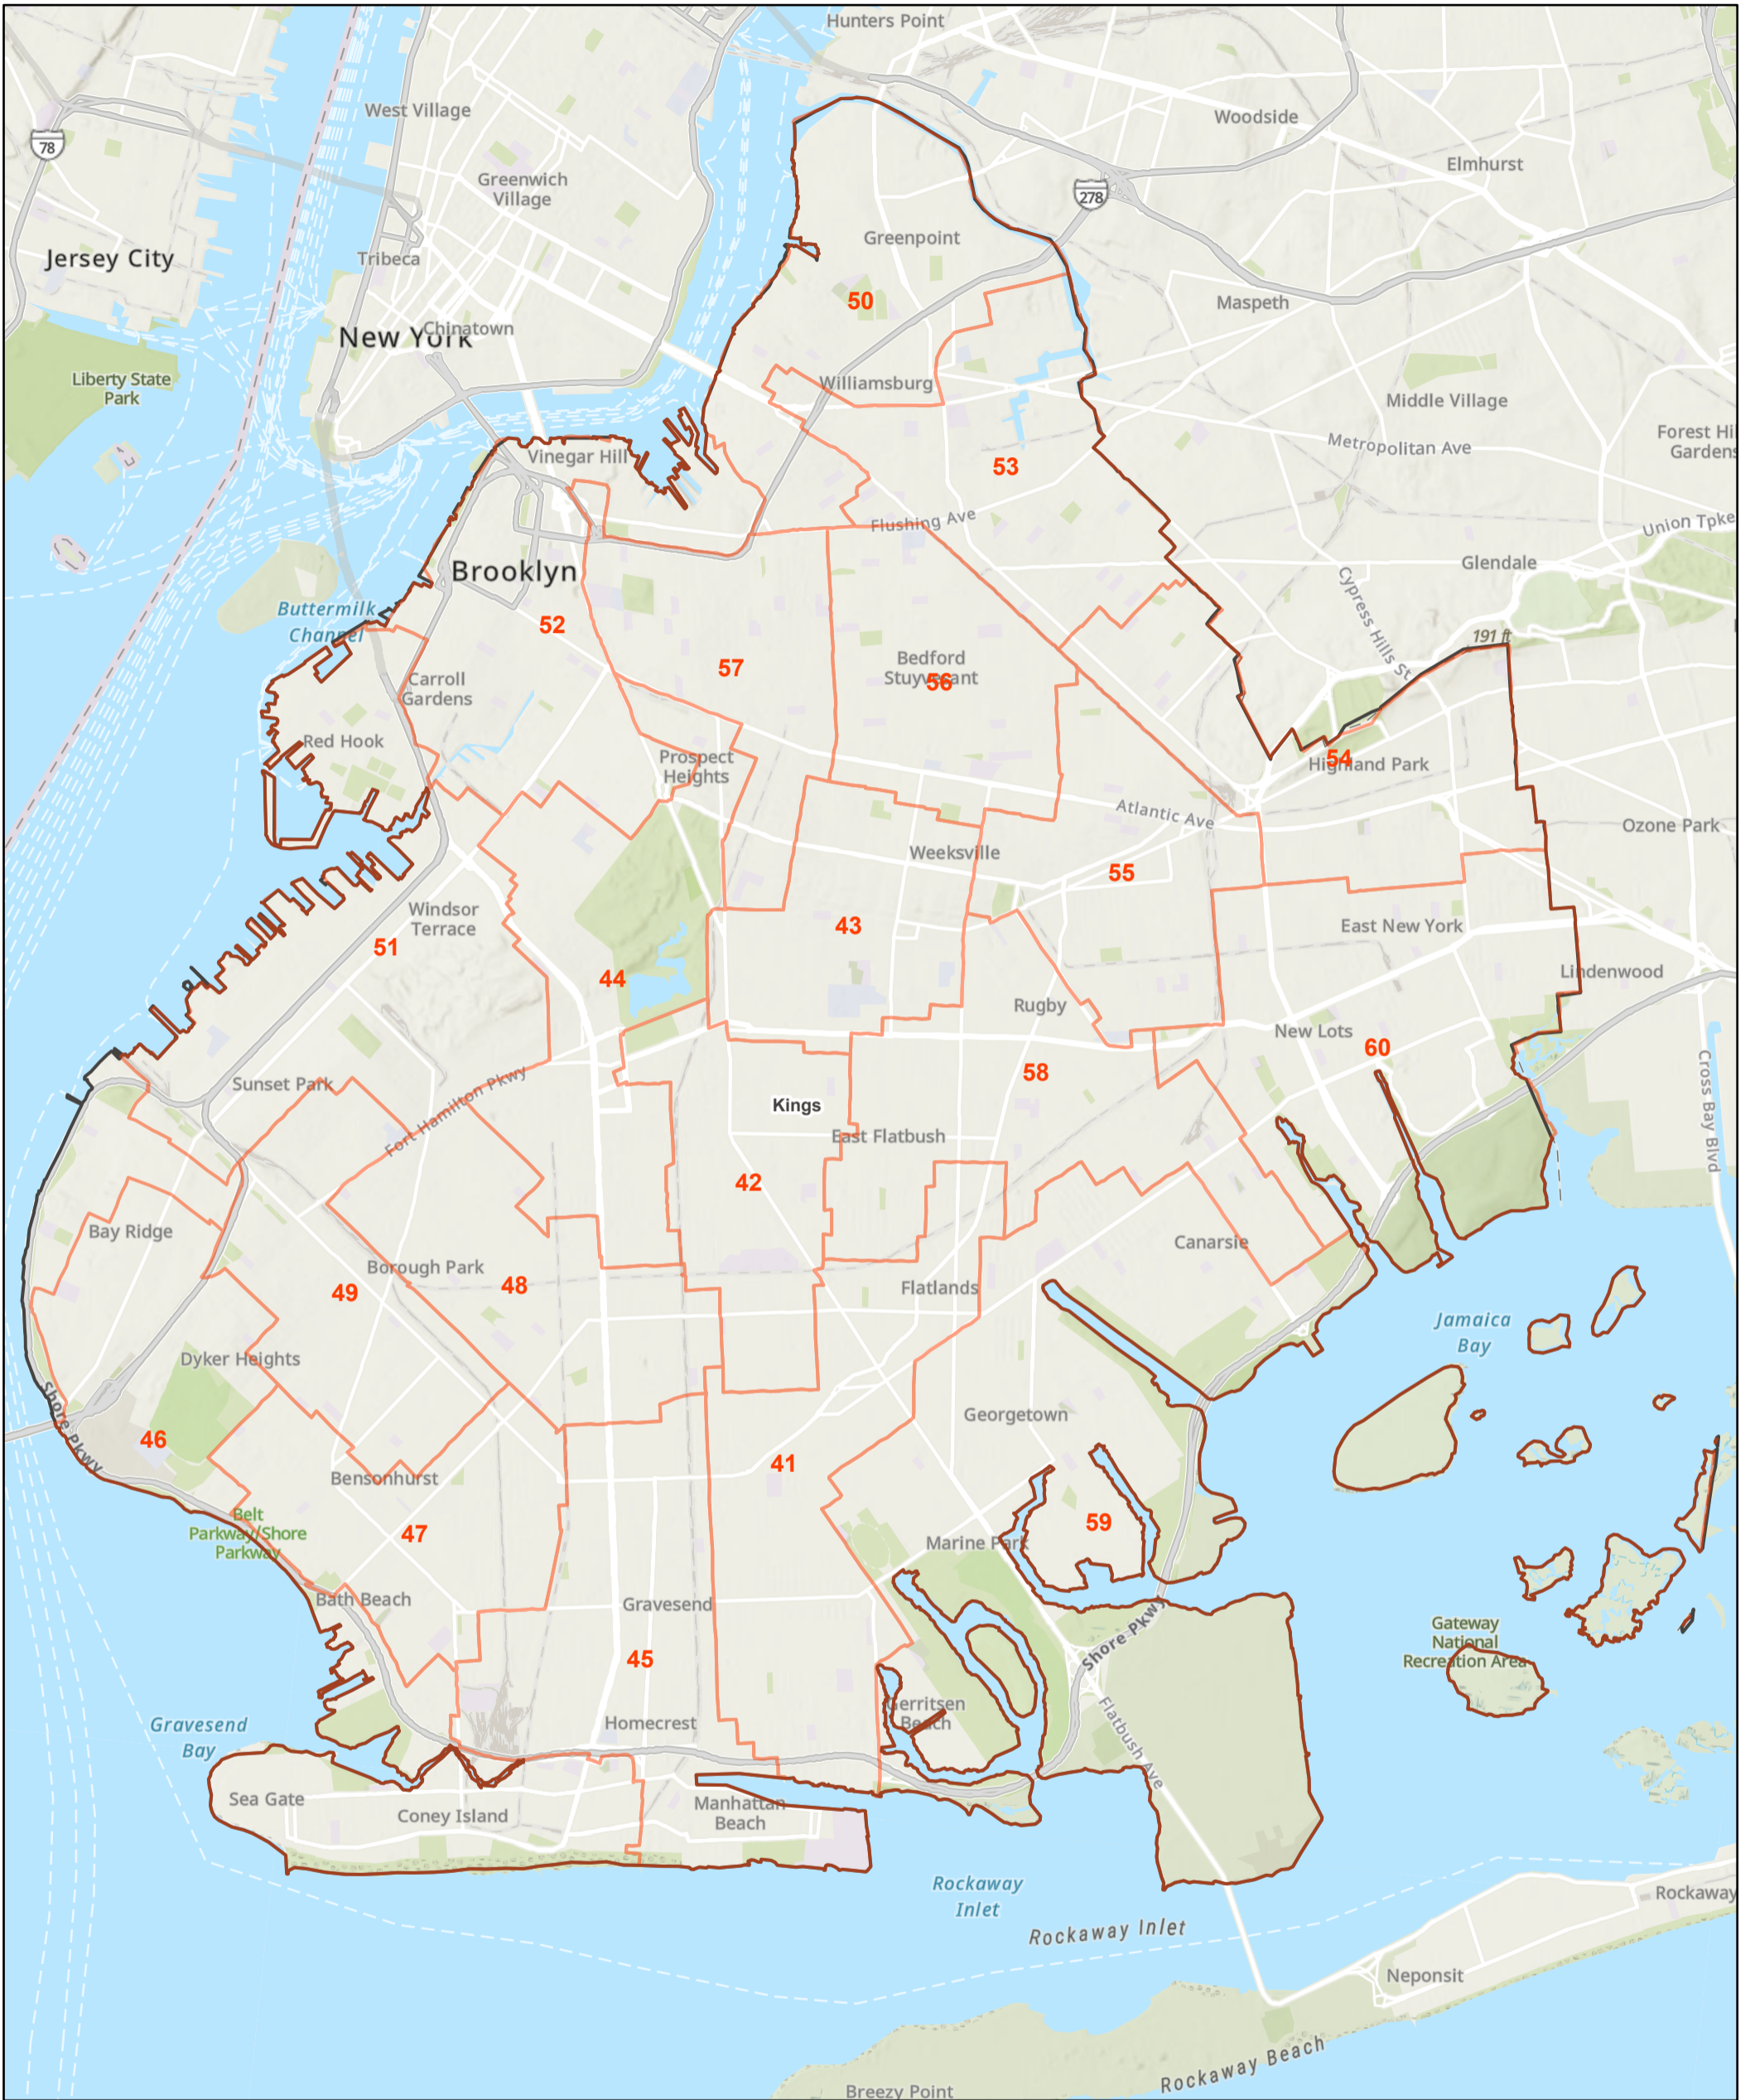 Hunters Point
West Village
Woodside
78
Elmhurst
Greenwich
Village
278
Greenpoint
Tribeca
Jersey City
50
Maspeth
Chinatown
New York
Liberty State
Park
Williamsburg
Middle Village
Forest Hil
Gardens
Metropolitan Ave
Vinegar Hill
53
Flushing Ave
Union Tpke
Brooklyn
Glendale
Cypress Hills St
Buttermilk
Channel
52
191 ft
Bedford
Stuyvesant
57
56
Carroll
Gardens
Red Hook
Prospect
Heights
54
Highland Park
Atlantic Ave
Ozone Park
Weeksville
55
Windsor
Terrace
43
East New York
51
44
Lindenwood
Rugby
New Lots
60
Cross Bay Blvd
Sunset Park
58
Fort Hamilton Pkwy
Kings
East Flatbush
42
Bay Ridge
Canarsie
Borough Park
48
49
Flatlands
Jamaica
Bay
Dyker Heights
Shore Pkwy
Georgetown
46
41
Bensonhurst
Belt
Parkway/Shore
Parkway
47
59
Marine Park
Bath Beach
Gravesend
Shore Pkwy
Gateway
National
Recreation Area
45
Gerritsen
Beach
Homecrest
Flatbush Ave
Gravesend
Bay
Sea Gate
Coney Island
Manhattan
Beach
Rockaway
Inlet
Rockaway
Rockaway Inlet
Neponsit
Rockaway Beach
Breezy Point